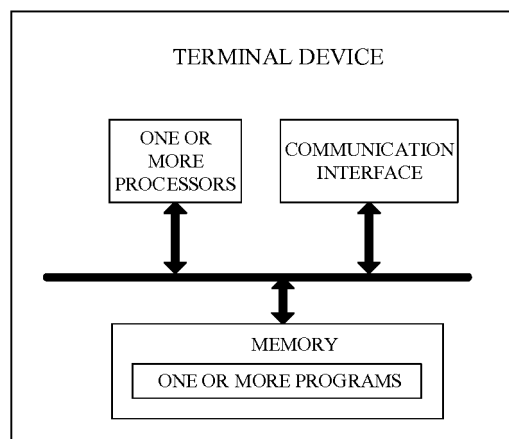 TERMINAL DEVICE
ONE OR
MORE
PROCESSORS
COMMUNICATION
INTERFACE
MEMORY
ONE OR MORE PROGRAMS